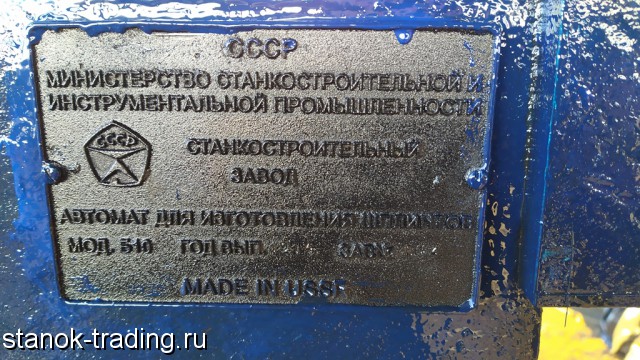 СССР
МИНИСТЕРСТВО СТАНКОСТРОИТЕЛЬНОЙ И
ИНСТРУМЕНТАЛЬНОЙ ПРОМЫШЛЕННОСТИ
СССР
СТАНКОСТРОИТЕЛЬНЫЙ
ЗАВОД
АВТОМАТ ДЛЯ ИЗГОТОВЛЕНИЯ ШПЛИНТОВ
МОД. ГОД ВЫП.
MADE IN USSR
stanok-trading.ru